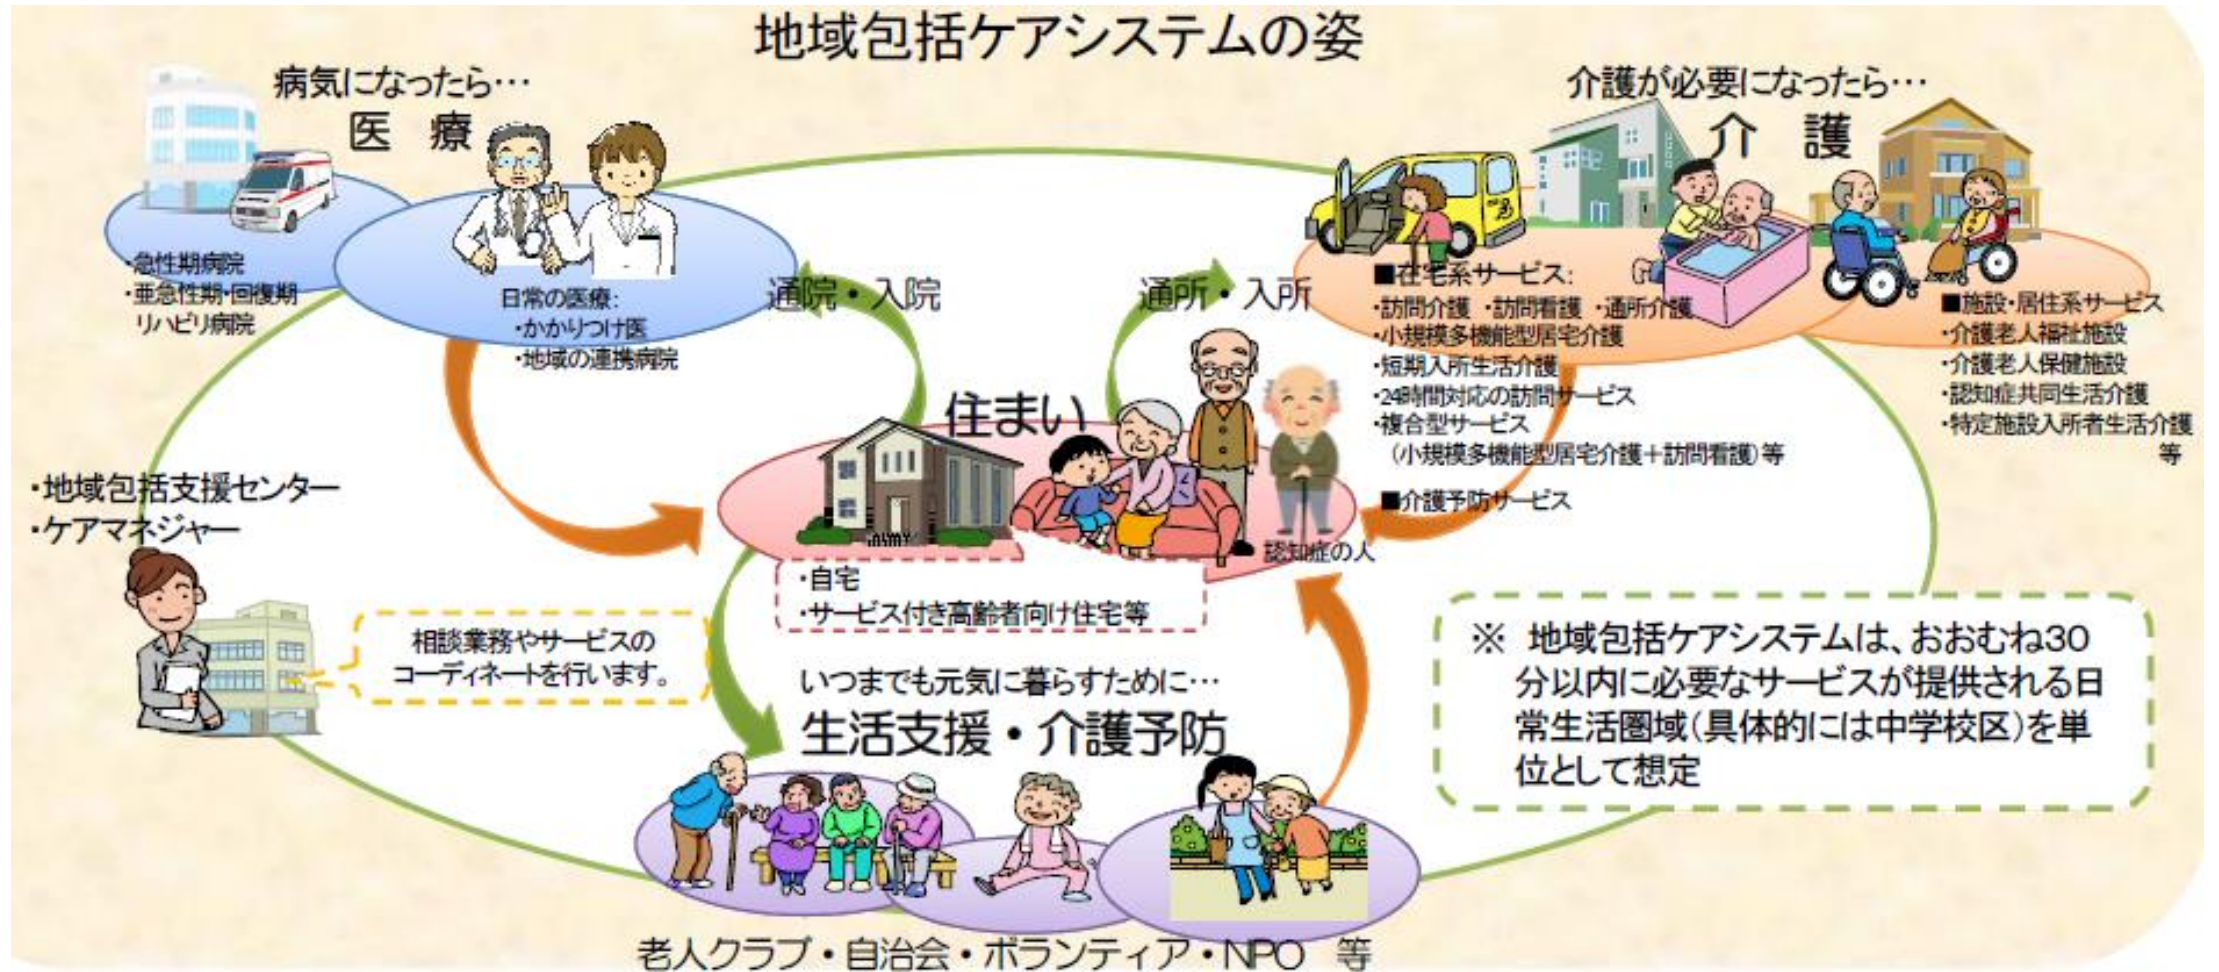 地域包括ケアシステムの姿
病気になったら…
医 療
・急性期病院
・亜急性期・回復期
リハビリ病院
日常の医療:
・かかりつけ医
・地域の連携病院
通院・入院
通所・入所
介護が必要になったら…
介 護
■在宅系サービス:
・訪問介護 ・訪問看護 ・通所介護
・小規模多機能型居宅介護
・短期入所生活介護
・24時間対応の訪問サービス
・複合型サービス
(小規模多機能型居宅介護+訪問看護)等
■介護予防サービス
■施設・居住系サービス
・介護老人福祉施設
・介護老人保健施設
・認知症共同生活介護
・特定施設入所者生活介護
等
住まい
認知症の人
・自宅
・サービス付き高齢者向け住宅等
・地域包括支援センター
・ケアマネジャー
相談業務やサービスの
コーディネートを行います。
いつまでも元気に暮らすために…
生活支援・介護予防
老人クラブ・自治会・ボランティア・NPO 等
※ 地域包括ケアシステムは、おおむね30
分以内に必要なサービスが提供される日
常生活圏域(具体的には中学校区)を単
位として想定